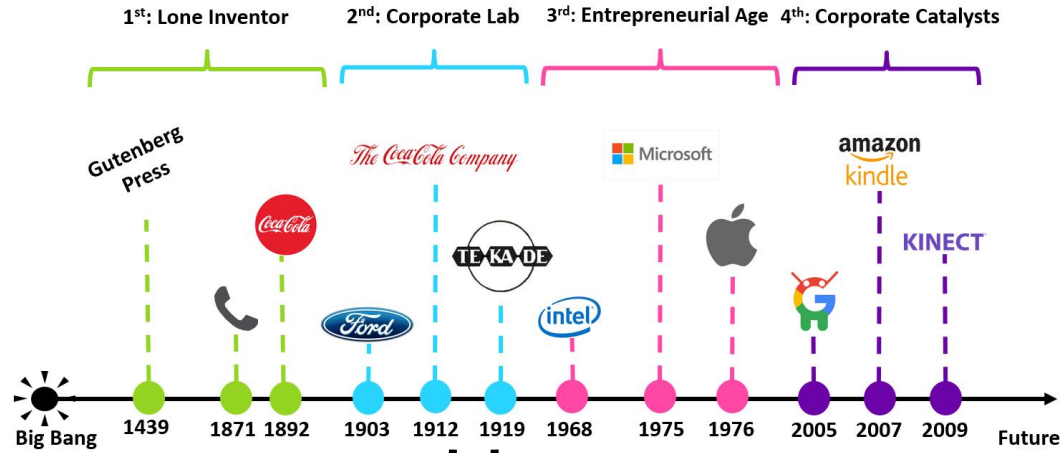 1st: Lone Inventor
2nd: Corporate Lab
3rd: Entrepreneurial Age
4th: Corporate Catalysts
Gutenberg
Press
Coca-Cola
Ford
The Coca-Cola Company
TE KA DE
intel
Microsoft
amazon
kindle
KINECT
Big Bang
1439
1871
1892
1903
1912
1919
1968
1975
1976
2005
2007
2009
Future